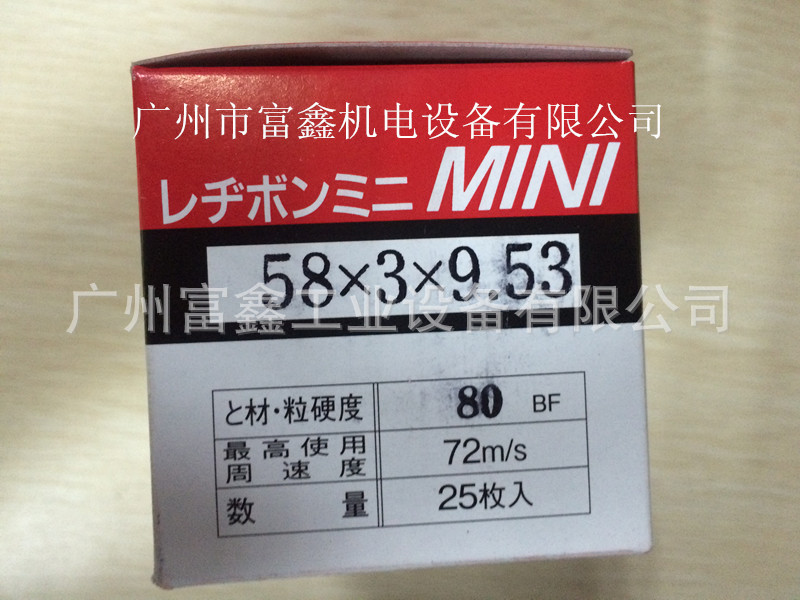 广州市富鑫机电设备有限公司
レヂボンミニ MINI
58×3×9.53
广州富鑫工业设备有限公司
と材・粒硬度 80 BF
最高使用周速度 72m/s
数量 25枚入